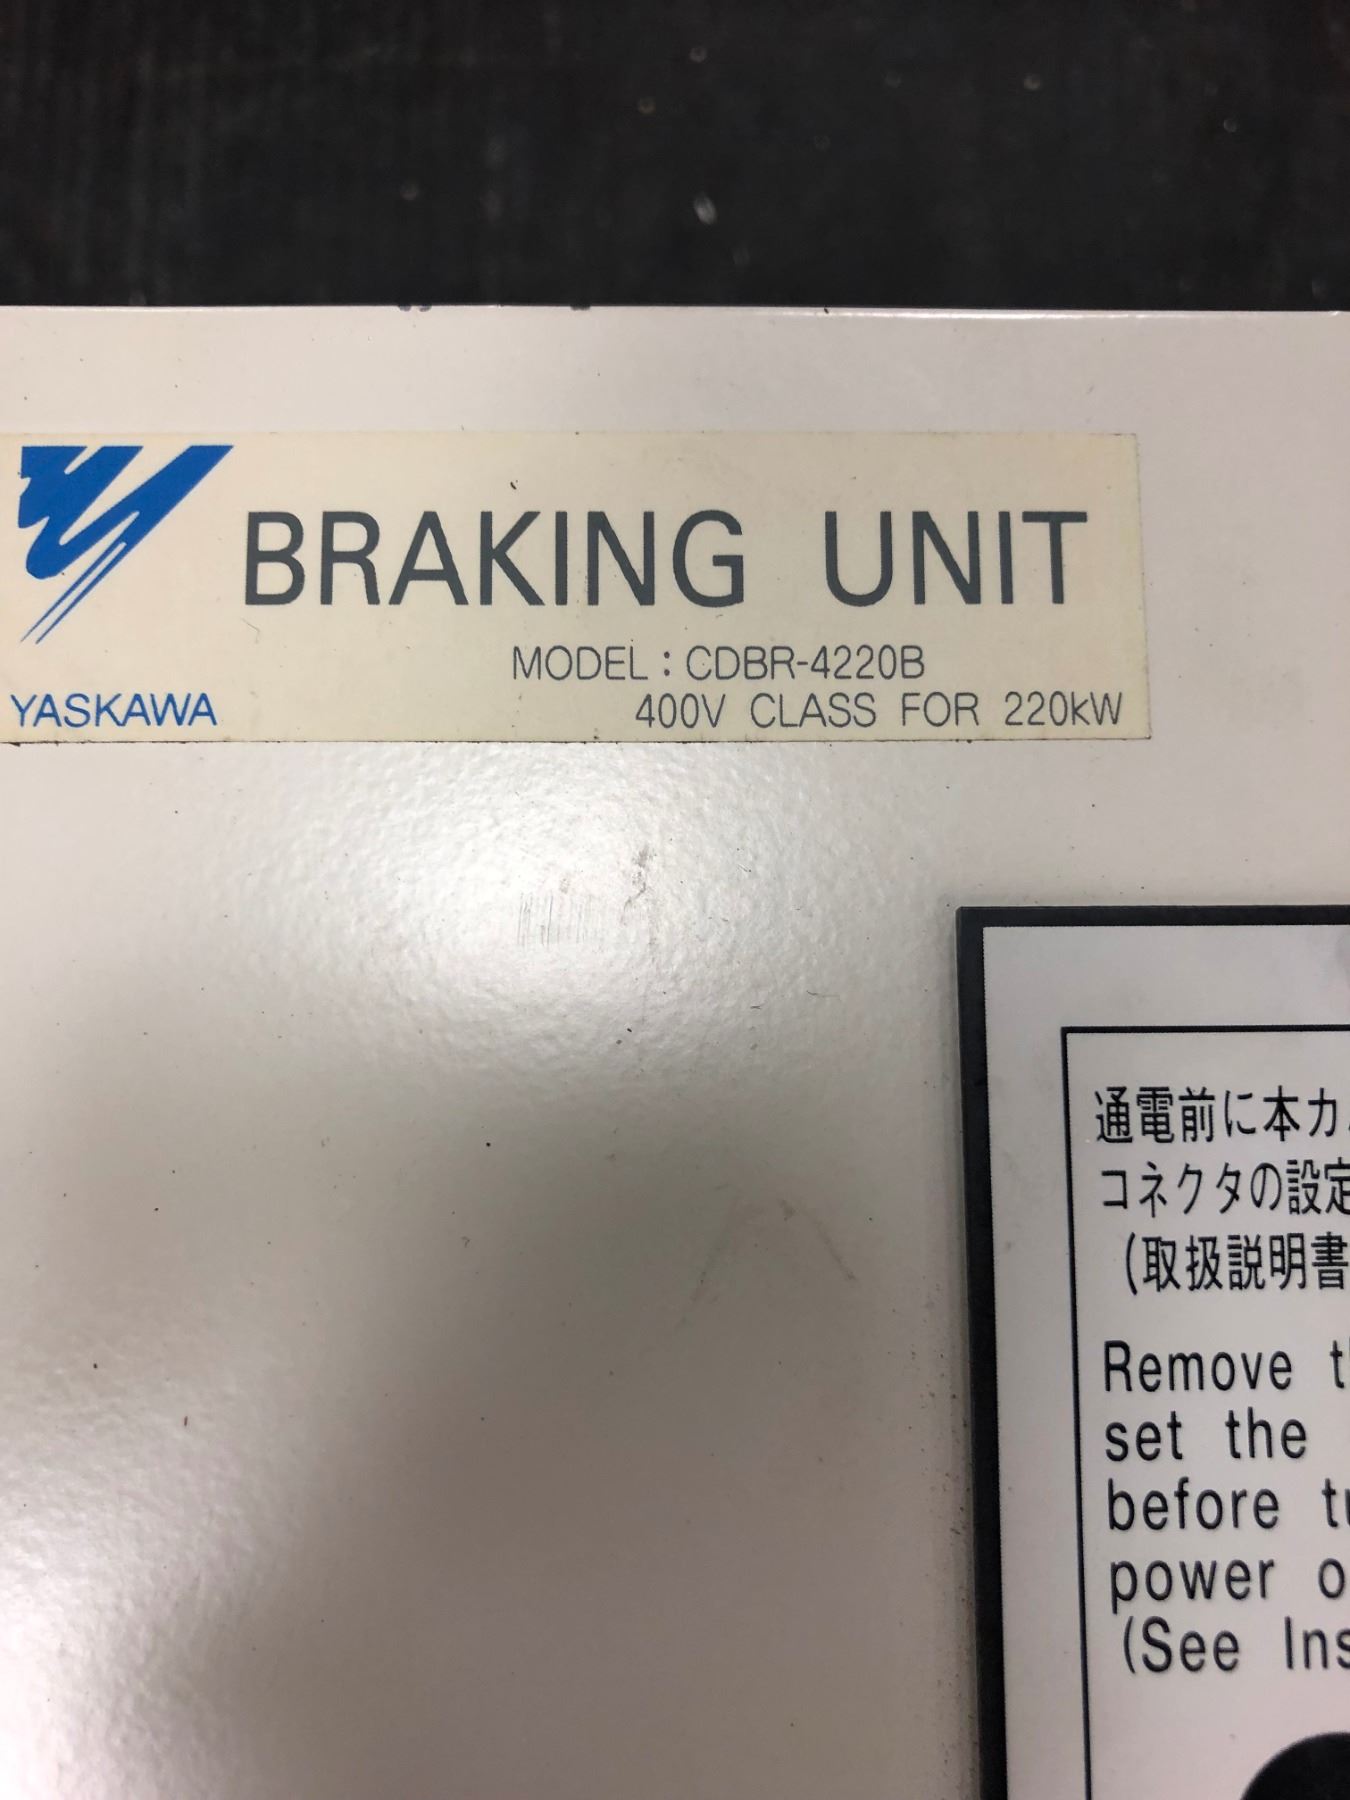 BRAKING UNIT
MODEL : CDBR-4220B
400V CLASS FOR 220kW
YASKAWA
通電前に本カ
コネクタの設定
(取扱説明書
Remove
set the
before
power
(See